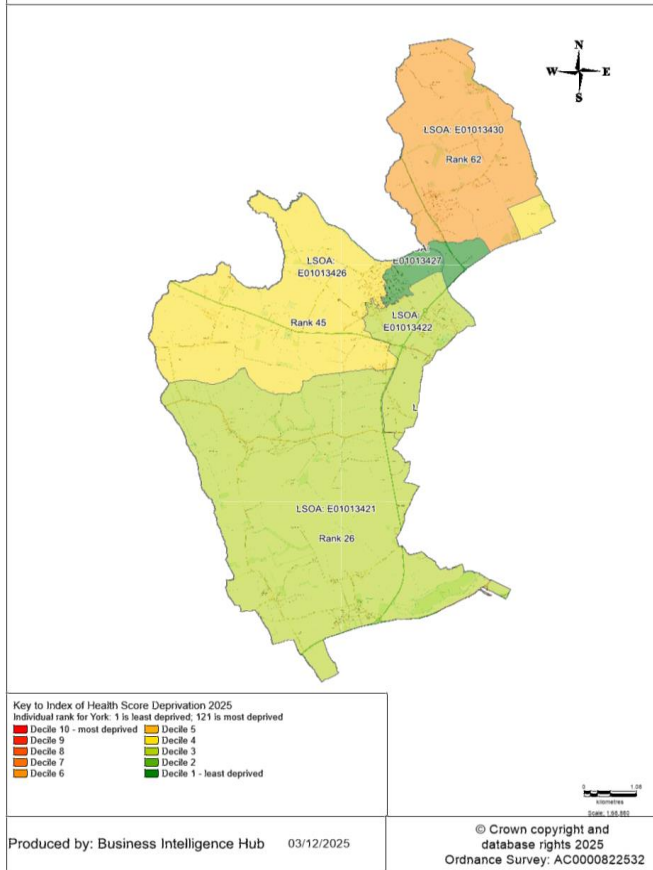 N
W E
S
LSOA: E01013430
Rank 62
LSOA:
E01013426
E01013427
LSOA:
E01013422
Rank 45
L
LSOA: E01013421
Rank 26
Key to Index of Health Score Deprivation 2025
Individual rank for York: 1 is least deprived; 121 is most deprived
Decile 10 - most deprived
Decile 9
Decile 8
Decile 7
Decile 6
Decile 5
Decile 4
Decile 3
Decile 2
Decile 1 - least deprived
0 1.08
kilometres
Produced by: Business Intelligence Hub 03/12/2025
© Crown copyright and
database rights 2025
Ordnance Survey: AC0000822532